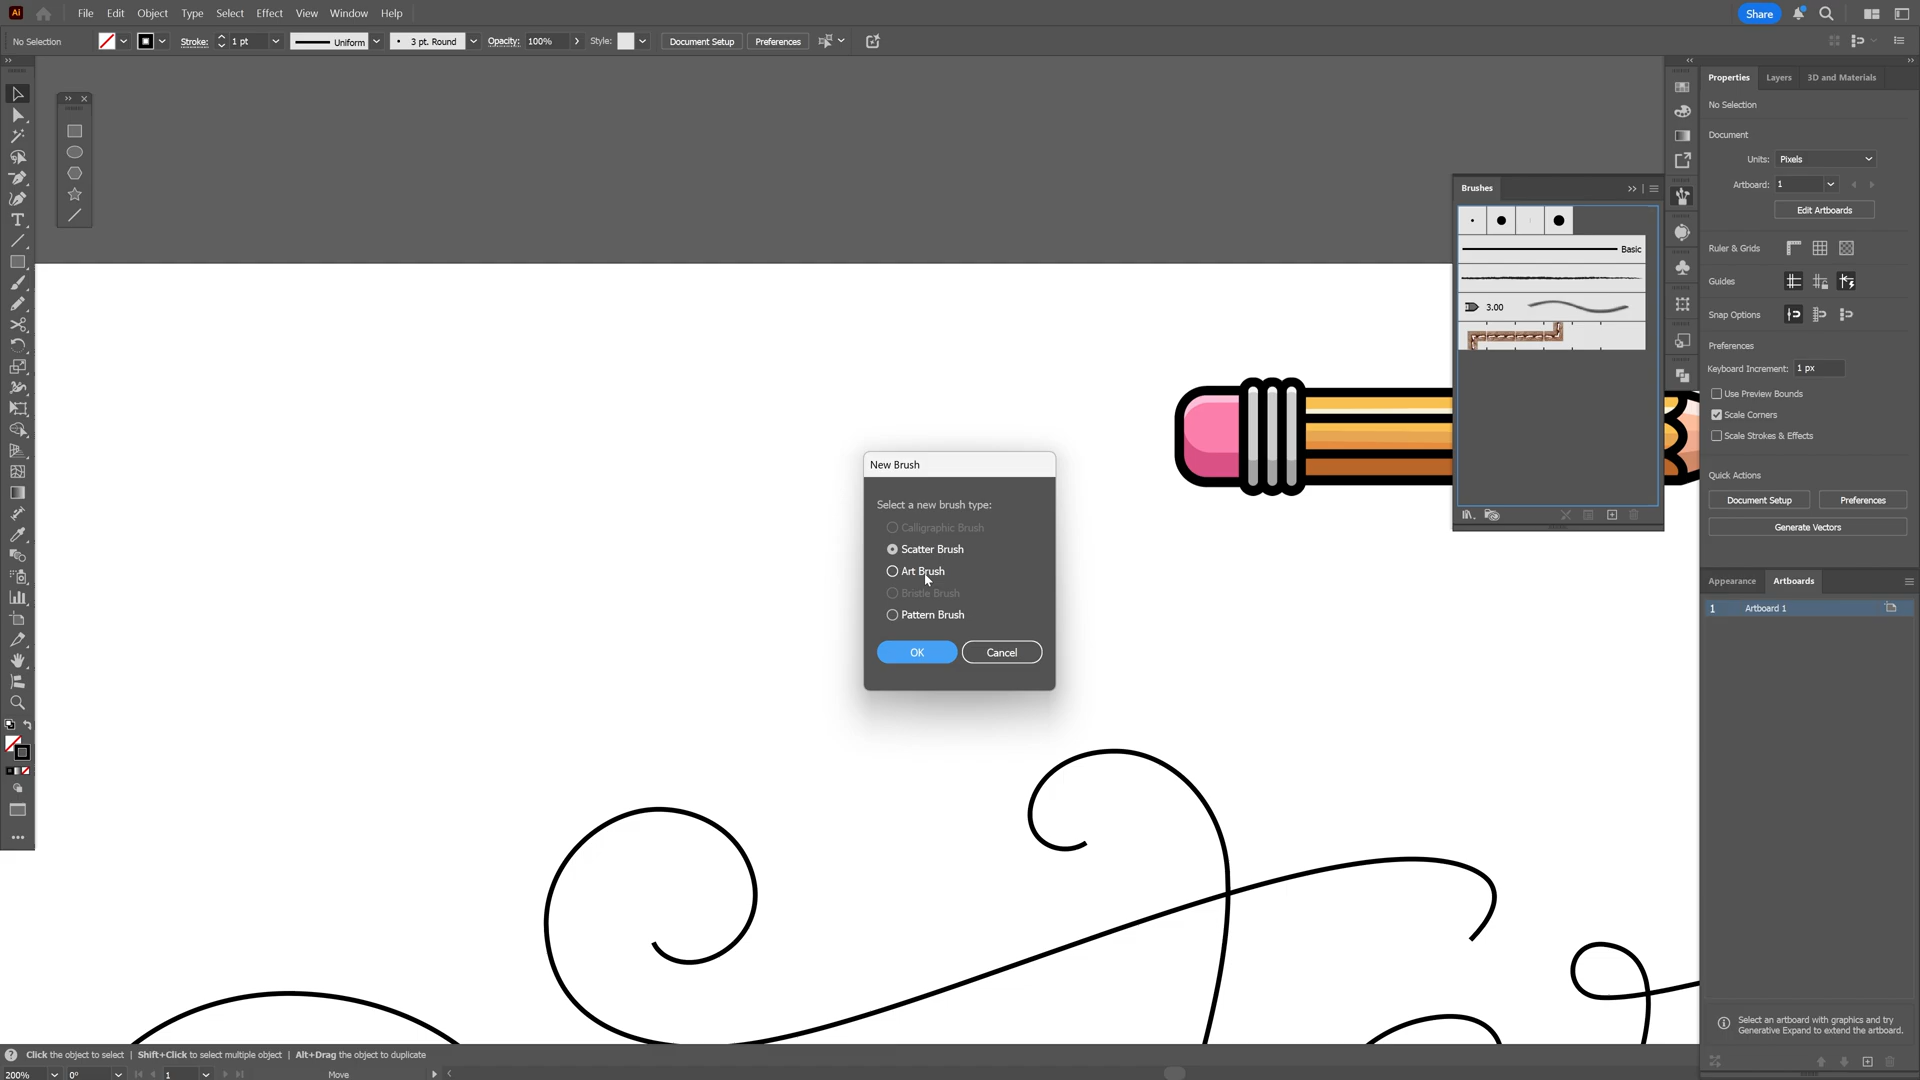 Ai File Edit Object Type Select Effect View Window Help Share
No Selection Stroke: 1 pt Uniform 3 pt. Round Opacity: 100% Style: Document Setup Preferences
Properties Layers 3D and Materials
No Selection
Document
Units: Pixels
Artboard: 1
Edit Artboards
Ruler & Grids
Guides
Snap Options
Preferences
Keyboard Increment: 1 px
Use Preview Bounds
Scale Corners
Scale Strokes & Effects
Quick Actions
Document Setup Preferences
Generate Vectors
Brushes
Basic
3.00
New Brush
Select a new brush type:
Calligraphic Brush
Scatter Brush
Art Brush
Bristle Brush
Pattern Brush
OK Cancel
Appearance Artboards
1 Artboard 1
Select an artboard with graphics and try
Generative Expand to extend the artboard.
Click the object to select | Shift+Click to select multiple object | Alt+Drag the object to duplicate
200% 0° 1 Move